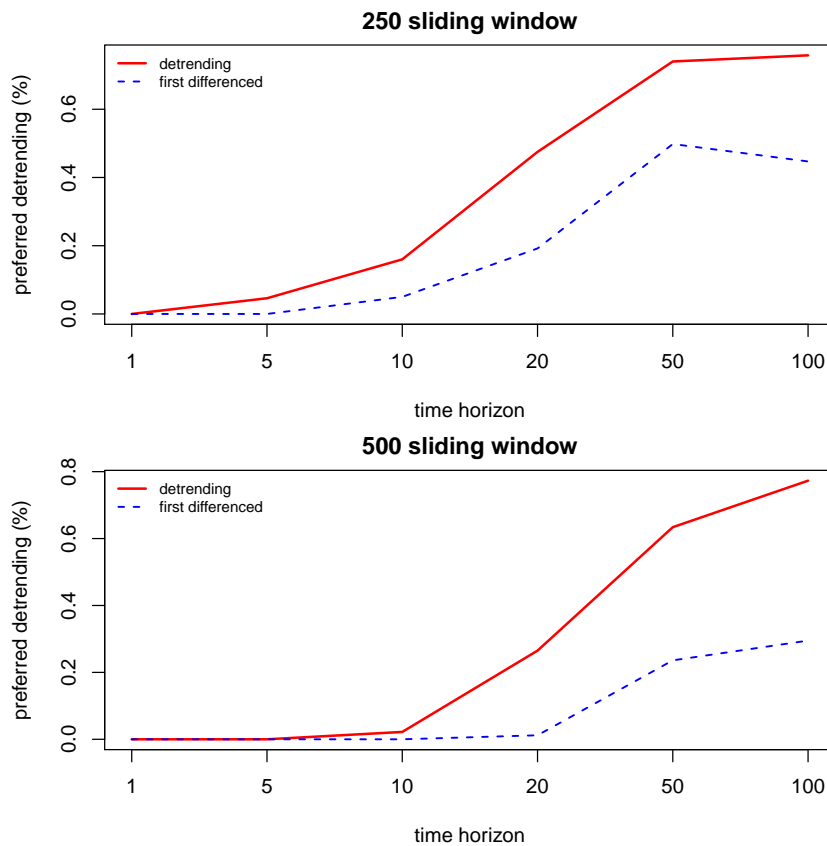 250 sliding window
detrending
first differenced
preferred detrending (%)
0.6
0.4
0.2
0.0
1 5 10 20 50 100
time horizon
500 sliding window
detrending
first differenced
preferred detrending (%)
0.8
0.6
0.4
0.2
0.0
1 5 10 20 50 100
time horizon